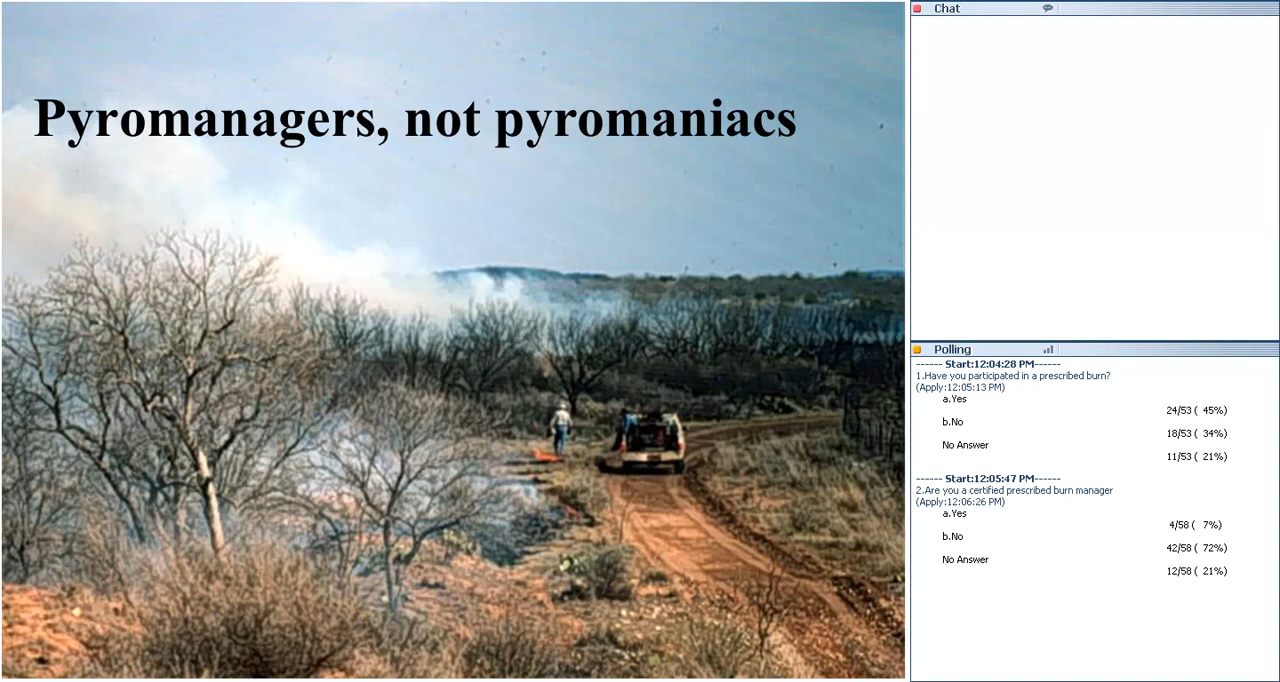 Pyromanagers, not pyromaniacs
Chat
Polling
------ Start:12:04:28 PM------
1.Have you participated in a prescribed burn?
(Apply:12:05:13 PM)
a.Yes
24/53 ( 45%)
b.No
18/53 ( 34%)
No Answer
11/53 ( 21%)
------ Start:12:05:47 PM------
2.Are you a certified prescribed burn manager
(Apply:12:06:26 PM)
a.Yes
4/58 ( 7%)
b.No
42/58 ( 72%)
No Answer
12/58 ( 21%)